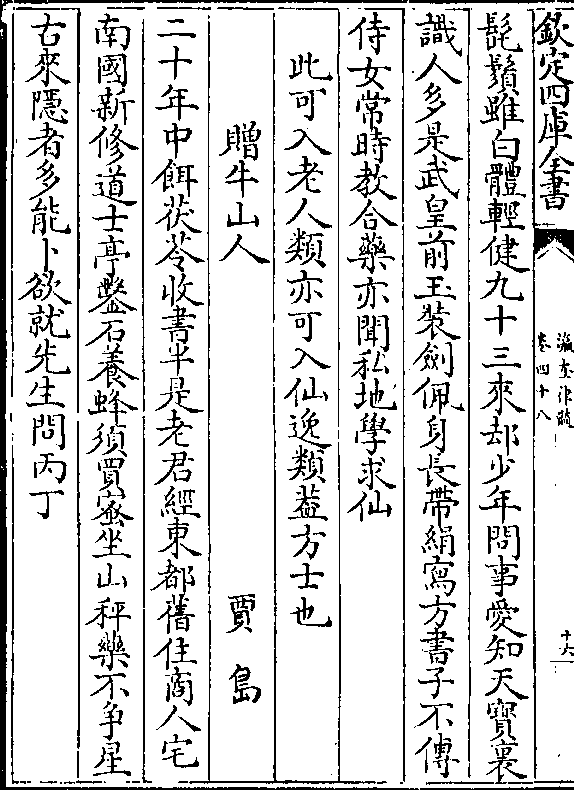 欽定四庫全書
瀛奎律髓
卷四十八
十六
髭鬚雖白體輕健九十三來却少年問事愛知天寶裏
識人多是武皇前玉裝劍佩身長帶絹寫方書子不傳
侍女常時教合藥亦聞私地學求仙
此可入老人類亦可入仙逸類葢方士也
贈牛山人　賈島
二十年中餌茯苓收書半是老君經東都舊住商人宅
南國新修道士亭鑿石養蜂須買蜜坐山秤藥不争星
古來隱者多能卜欲就先生問丙丁